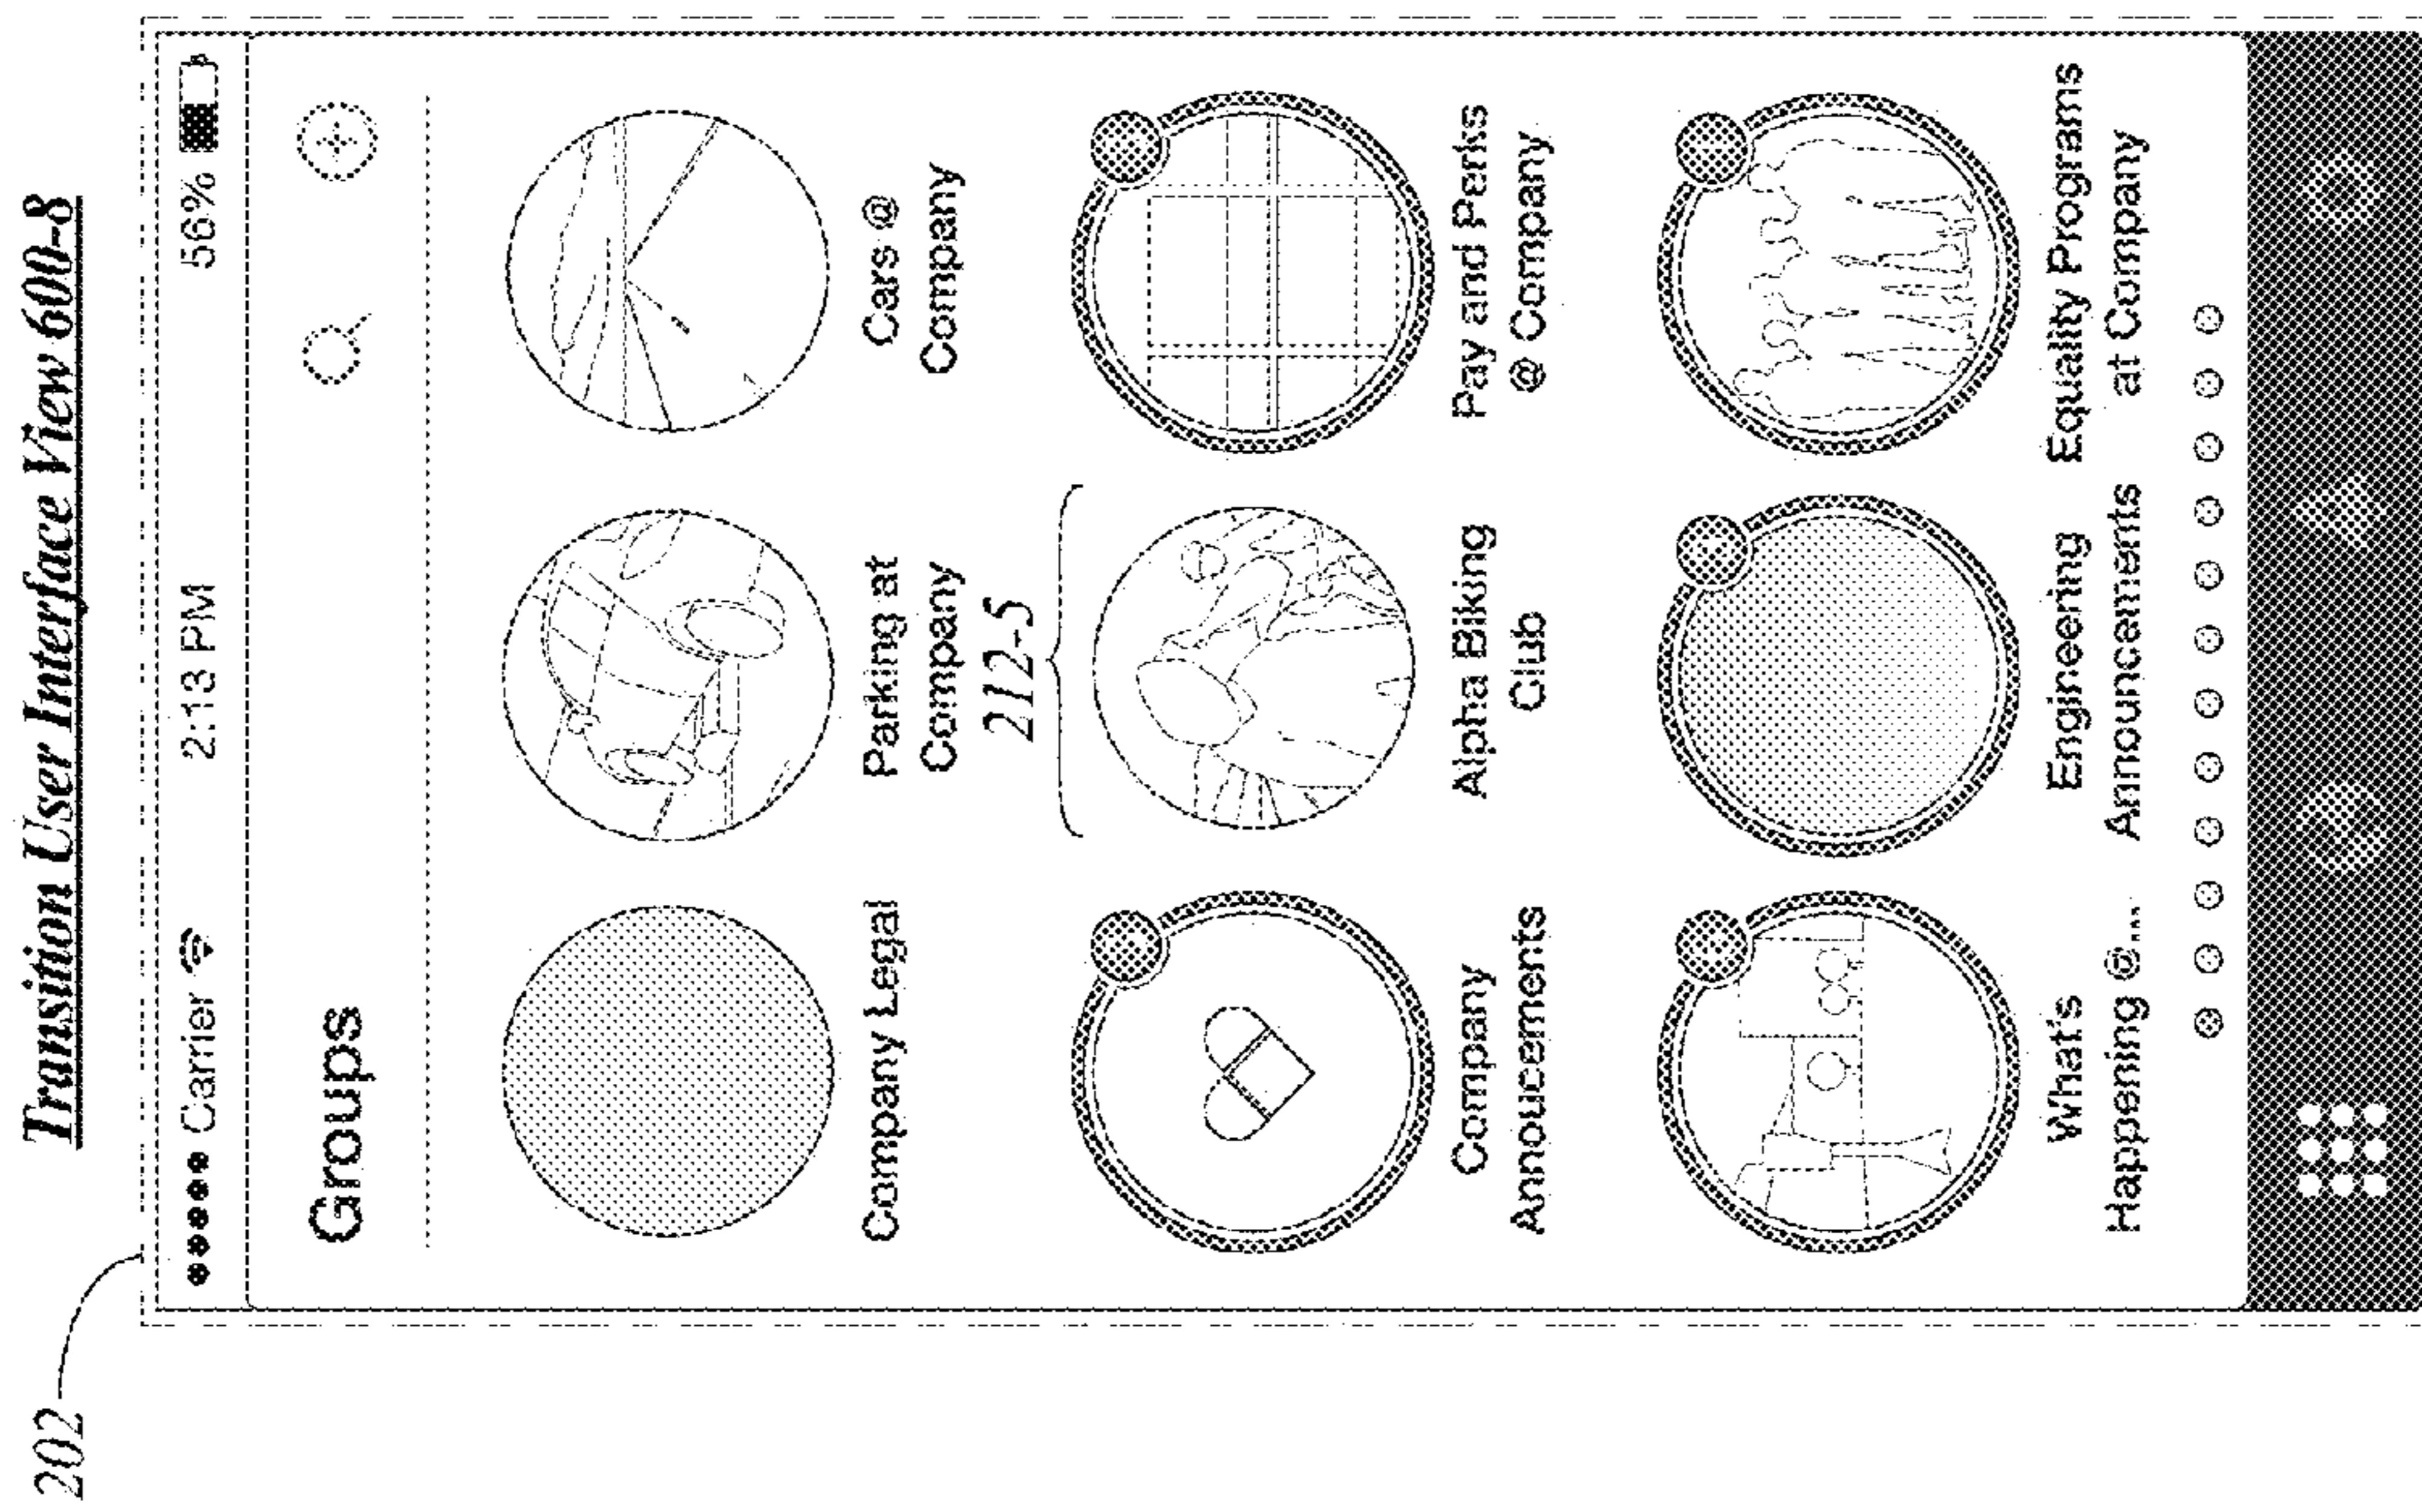 Transition User Interface View 600-8
202
Carrier 2:13 PM 56%
Groups
Company Legal
Parking at
Company
Cars @
Company
212-5
Company
Annoucements
Alpha Biking
Club
Pay and Perks
@ Company
What's
Happening @...
Engineering
Announcements
Equality Programs
at Company